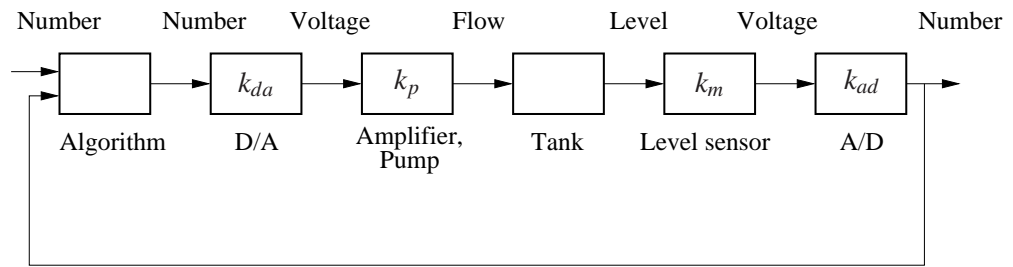 Number Number Voltage Flow Level Voltage Number
k_da k_p k_m k_ad
Algorithm D/A Amplifier, Tank Level sensor A/D
Pump